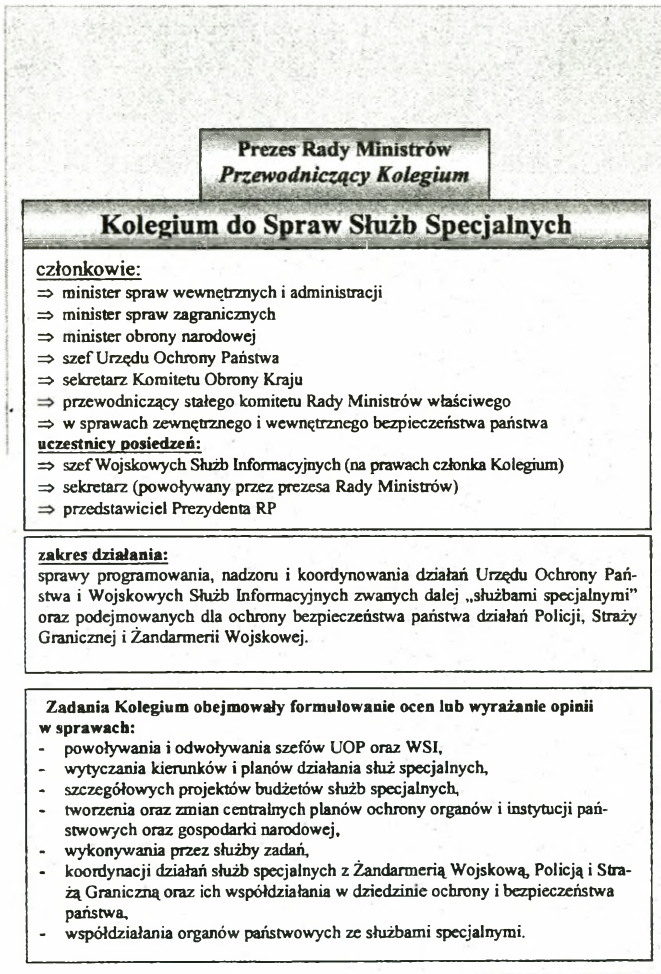 Prezes Rady Ministrów
Przewodniczący Kolegium
Kolegium do Spraw Służb Specjalnych
członkowie:
⇒ minister spraw wewnętrznych i administracji
⇒ minister spraw zagranicznych
⇒ minister obrony narodowej
⇒ szef Urzędu Ochrony Państwa
⇒ sekretarz Komitetu Obrony Kraju
⇒ przewodniczący stałego komitetu Rady Ministrów właściwego
⇒ w sprawach zewnętrznego i wewnętrznego bezpieczeństwa państwa
uczestnicy posiedzeń:
⇒ szef Wojskowych Służb Informacyjnych (na prawach członka Kolegium)
⇒ sekretarz (powoływany przez prezesa Rady Ministrów)
⇒ przedstawiciel Prezydenta RP
zakres działania:
sprawy programowania, nadzoru i koordynowania działań Urzędu Ochrony Pań-
stwa i Wojskowych Służb Informacyjnych zwanych dalej „służbami specjalnymi”
oraz podejmowanych dla ochrony bezpieczeństwa państwa działań Policji, Straży
Granicznej i Żandarmerii Wojskowej.
Zadania Kolegium obejmowały formułowanie ocen lub wyrażanie opinii
w sprawach:
- powoływania i odwoływania szefów UOP oraz WSI,
- wytyczania kierunków i planów działania służ specjalnych,
- szczegółowych projektów budżetów służb specjalnych,
- tworzenia oraz zmian centralnych planów ochrony organów i instytucji pań-
stwowych oraz gospodarki narodowej,
- wykonywania przez służby zadań,
- koordynacji działań służb specjalnych z Żandarmerią Wojskową, Policją i Stra-
żą Graniczną oraz ich współdziałania w dziedzinie ochrony i bezpieczeństwa
państwa,
- współdziałania organów państwowych ze służbami specjalnymi.